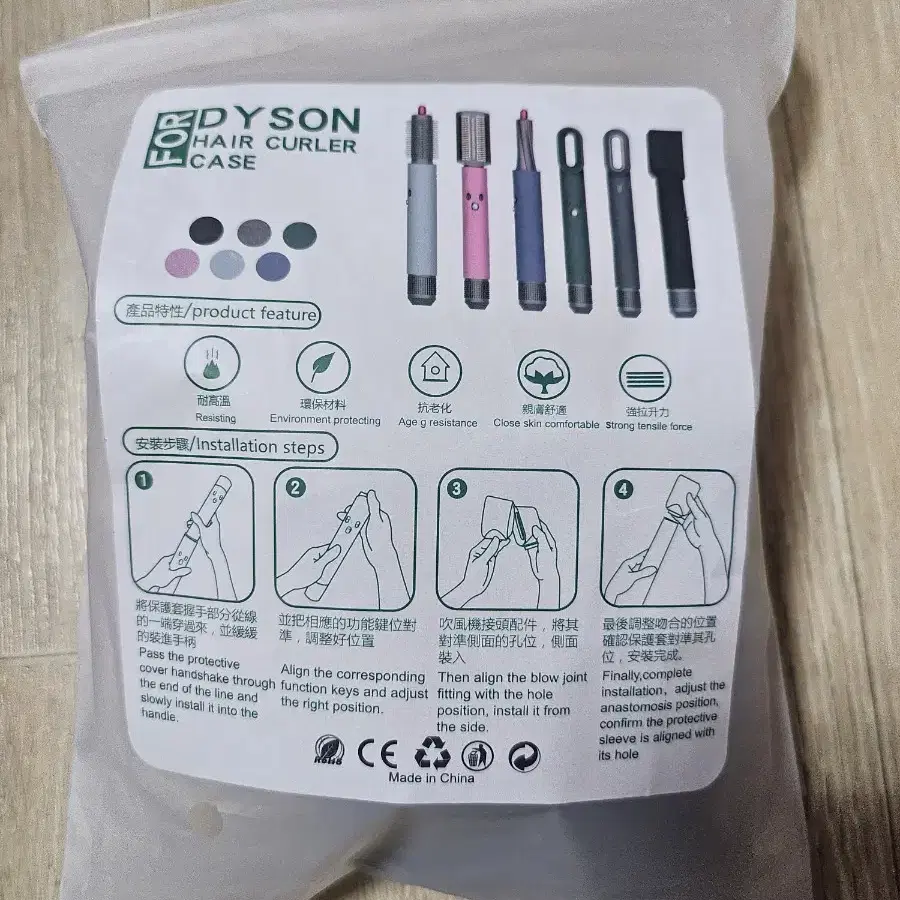 FOR DYSON
HAIR CURLER
CASE
產品特性/product feature
耐高溫
Resisting
環保材料
Environment protecting
抗老化
Age g resistance
親膚舒適
Close skin comfortable
強拉升力
strong tensile force
安裝步驟/Installation steps
1
將保護套握手部分從線
的一端穿過來，並緩緩
的裝進手柄
Pass the protective
cover handshake through
the end of the line and
slowly install it into the
handle.
2
並把相應的功能鍵位對
準，調整好位置
Align the corresponding
function keys and adjust
the right position.
3
吹風機接頭配件，將其
對準側面的孔位，側面
裝入
Then align the blow joint
fitting with the hole
position, install it from
the side.
4
最後調整吻合的位置
確認保護套對準其孔
位，安裝完成。
Finally,complete
installation, adjust the
anastomosis position,
confirm the protective
sleeve is aligned with
its hole
ROHS
CE
Made in China